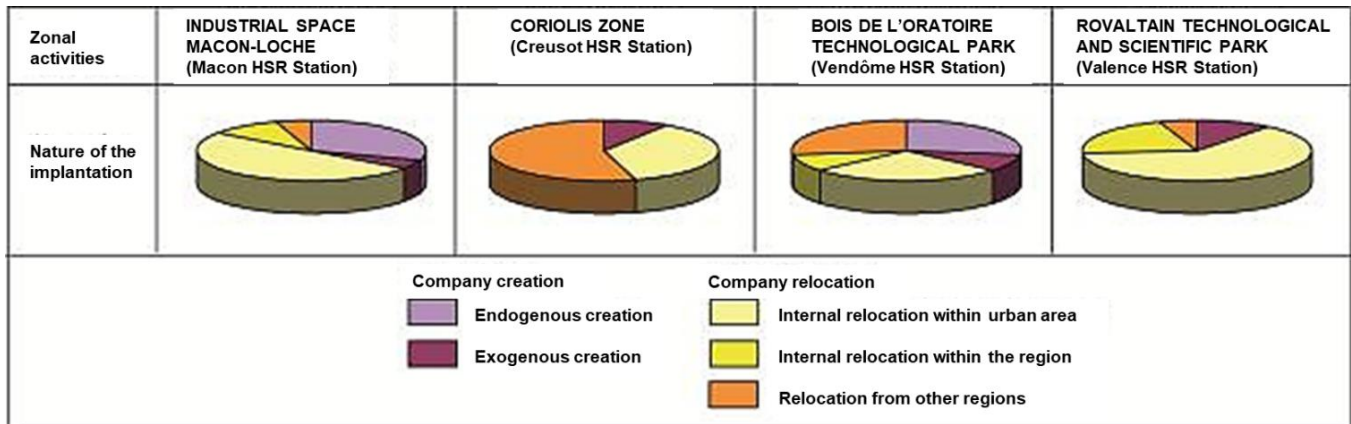 Zonal
activities
INDUSTRIAL SPACE
MACON-LOCHE
(Macon HSR Station)
CORIOLIS ZONE
(Creusot HSR Station)
BOIS DE L'ORATOIRE
TECHNOLOGICAL PARK
(Vendôme HSR Station)
ROVALTAIN TECHNOLOGICAL
AND SCIENTIFIC PARK
(Valence HSR Station)
Nature of the
implantation
Company creation
Endogenous creation
Exogenous creation
Company relocation
Internal relocation within urban area
Internal relocation within the region
Relocation from other regions